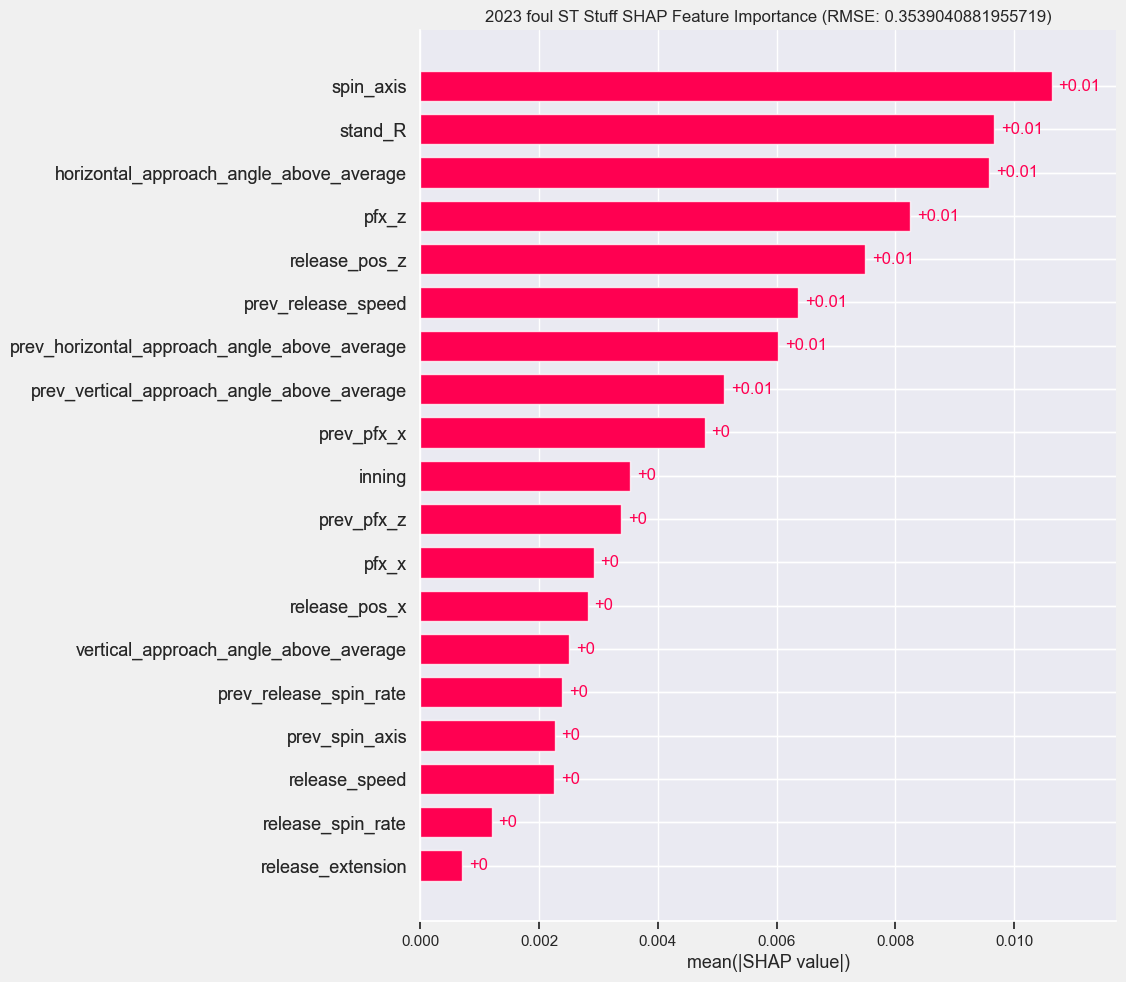 2023 foul ST Stuff SHAP Feature Importance (RMSE: 0.3539040881955719)
spin_axis +0.01
stand_R +0.01
horizontal_approach_angle_above_average +0.01
pfx_z +0.01
release_pos_z +0.01
prev_release_speed +0.01
prev_horizontal_approach_angle_above_average +0.01
prev_vertical_approach_angle_above_average +0.01
prev_pfx_x +0
inning +0
prev_pfx_z +0
pfx_x +0
release_pos_x +0
vertical_approach_angle_above_average +0
prev_release_spin_rate +0
prev_spin_axis +0
release_speed +0
release_spin_rate +0
release_extension +0
0.000 0.002 0.004 0.006 0.008 0.010
mean(|SHAP value|)